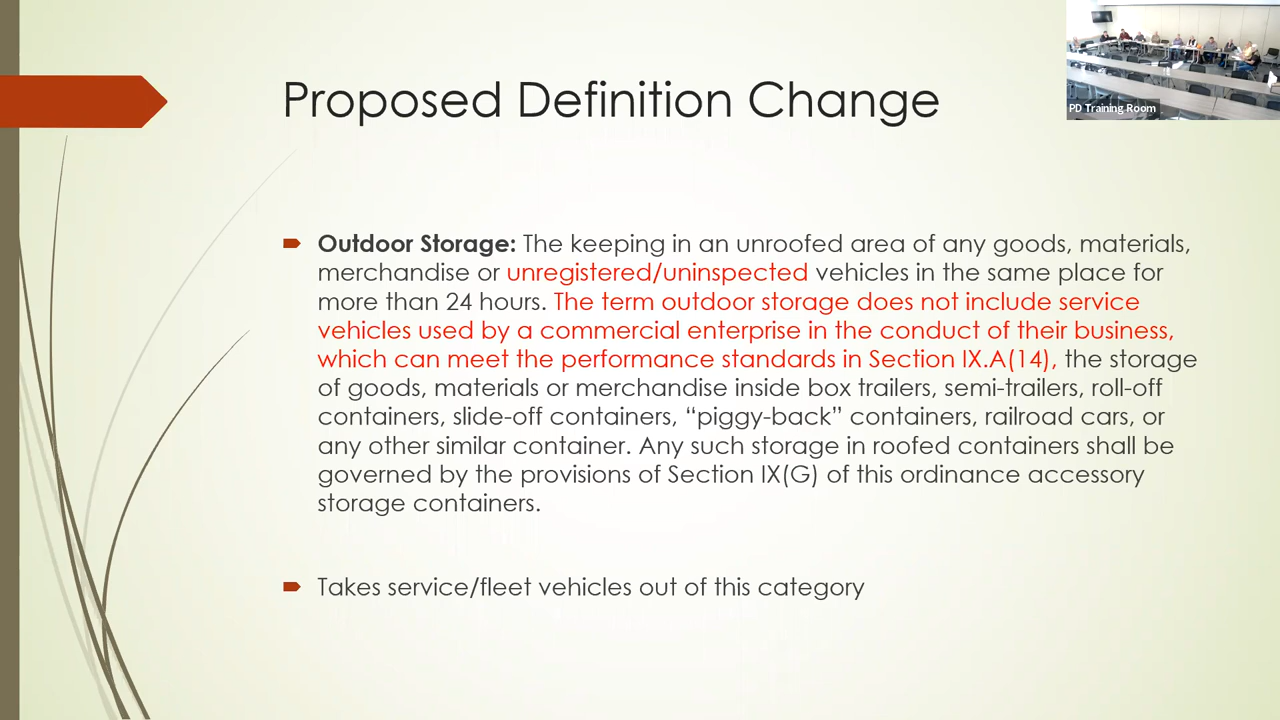 Proposed Definition Change
PD Training Room
Outdoor Storage: The keeping in an unroofed area of any goods, materials,
merchandise or unregistered/uninspected vehicles in the same place for
more than 24 hours. The term outdoor storage does not include service
vehicles used by a commercial enterprise in the conduct of their business,
which can meet the performance standards in Section IX.A(14), the storage
of goods, materials or merchandise inside box trailers, semi-trailers, roll-off
containers, slide-off containers, “piggy-back” containers, railroad cars, or
any other similar container. Any such storage in roofed containers shall be
governed by the provisions of Section IX(G) of this ordinance accessory
storage containers.
Takes service/fleet vehicles out of this category